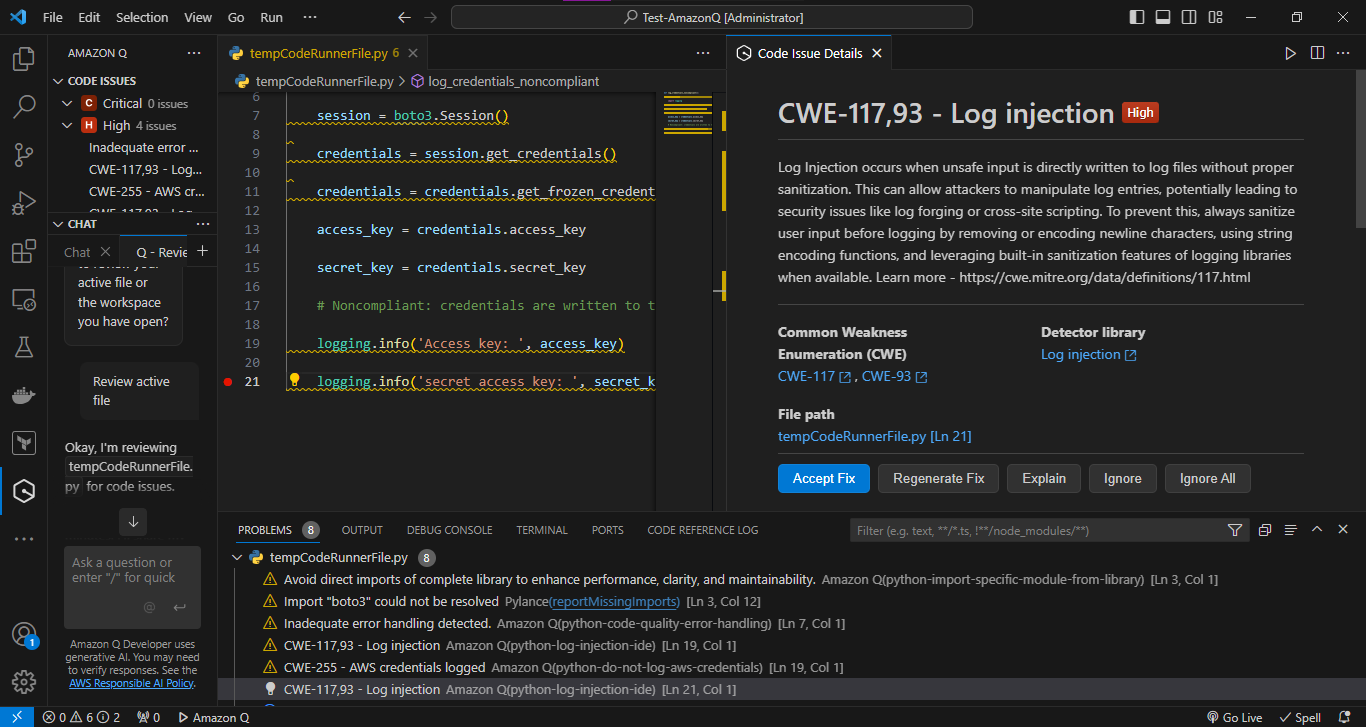 File Edit Selection View Go Run ···
Test-AmazonQ [Administrator]
AMAZON Q
CODE ISSUES
C Critical 0 issues
H High 4 issues
Inadequate error ...
CWE-117,93 - Log...
CWE-255 - AWS cr...
CHAT
Chat
Q - Revie
active file or
the workspace
you have open?
Review active
file
Okay, I'm reviewing
tempCodeRunnerFile.
py for code issues.
Ask a question or
enter "/" for quick
@
Amazon Q Developer uses
generative AI. You may need
to verify responses. See the
AWS Responsible AI Policy.
1
tempCodeRunnerFile.py 6
tempCodeRunnerFile.py > log_credentials_noncompliant
6
7 session = boto3.Session()
8
9 credentials = session.get_credentials()
10
11 credentials = credentials.get_frozen_credent
12
13 access_key = credentials.access_key
14
15 secret_key = credentials.secret_key
16
17 # Noncompliant: credentials are written to t
18
19 logging.info('Access key: ', access_key)
20
21 logging.info('secret access key: ', secret_k
Code Issue Details
CWE-117,93 - Log injection High
Log Injection occurs when unsafe input is directly written to log files without proper
sanitization. This can allow attackers to manipulate log entries, potentially leading to
security issues like log forging or cross-site scripting. To prevent this, always sanitize
user input before logging by removing or encoding newline characters, using string
encoding functions, and leveraging built-in sanitization features of logging libraries
when available. Learn more - https://cwe.mitre.org/data/definitions/117.html
Common Weakness
Enumeration (CWE)
CWE-117 , CWE-93
Detector library
Log injection
File path
tempCodeRunnerFile.py [Ln 21]
Accept Fix Regenerate Fix Explain Ignore Ignore All
PROBLEMS 8 OUTPUT DEBUG CONSOLE TERMINAL PORTS CODE REFERENCE LOG
Filter (e.g. text, **/*.ts, !**/node_modules/**)
tempCodeRunnerFile.py 8
Avoid direct imports of complete library to enhance performance, clarity, and maintainability. Amazon Q(python-import-specific-module-from-library) [Ln 3, Col 1]
Import "boto3" could not be resolved Pylance(reportMissingImports) [Ln 3, Col 12]
Inadequate error handling detected. Amazon Q(python-code-quality-error-handling) [Ln 7, Col 1]
CWE-117,93 - Log injection Amazon Q(python-log-injection-ide) [Ln 19, Col 1]
CWE-255 - AWS credentials logged Amazon Q(python-do-not-log-aws-credentials) [Ln 19, Col 1]
CWE-117,93 - Log injection Amazon Q(python-log-injection-ide) [Ln 21, Col 1]
0 6 2 0 Amazon Q
Go Live Spell